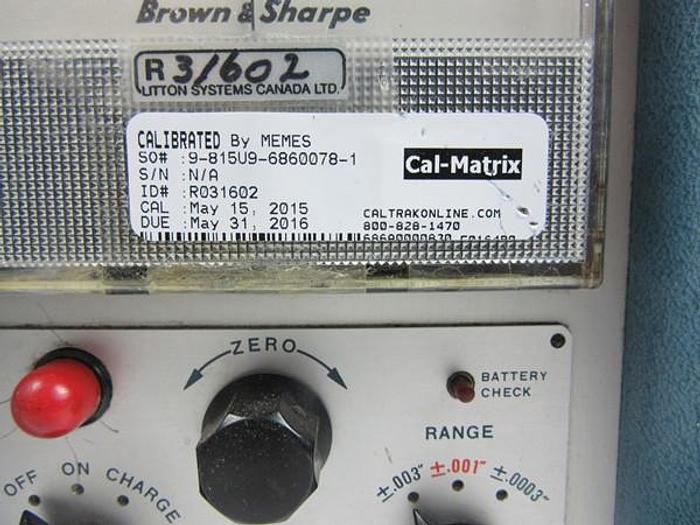 Brown & Sharpe
R 31602
LITTON SYSTEMS CANADA LTD.
CALIBRATED By MEMES
SO# :9-815U9-6860078-1
S/N :N/A
ID# :R031602
CAL :May 15, 2015
DUE :May 31, 2016
Cal-Matrix
CALTRAKONLINE.COM
800-828-1470
ZERO
BATTERY
CHECK
RANGE
±.003" ±.001" ±.0003"
OFF ON CHARGE